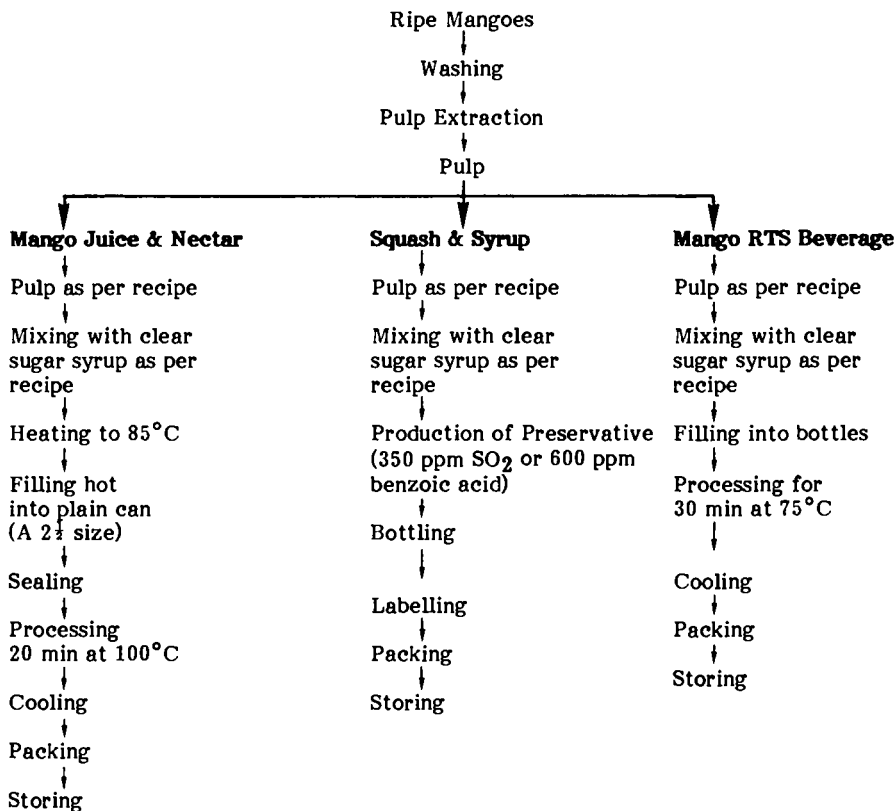 Ripe Mangoes
Washing
Pulp Extraction
Pulp
Mango Juice & Nectar
Pulp as per recipe
Mixing with clear
sugar syrup as per
recipe
Heating to 85°C
Filling hot
into plain can
(A 2½ size)
Sealing
Processing
20 min at 100°C
Cooling
Packing
Storing
Squash & Syrup
Pulp as per recipe
Mixing with clear
sugar syrup as per
recipe
Production of Preservative
(350 ppm SO₂ or 600 ppm
benzoic acid)
Bottling
Labelling
Packing
Storing
Mango RTS Beverage
Pulp as per recipe
Mixing with clear
sugar syrup as per
recipe
Filling into bottles
Processing for
30 min at 75°C
Cooling
Packing
Storing